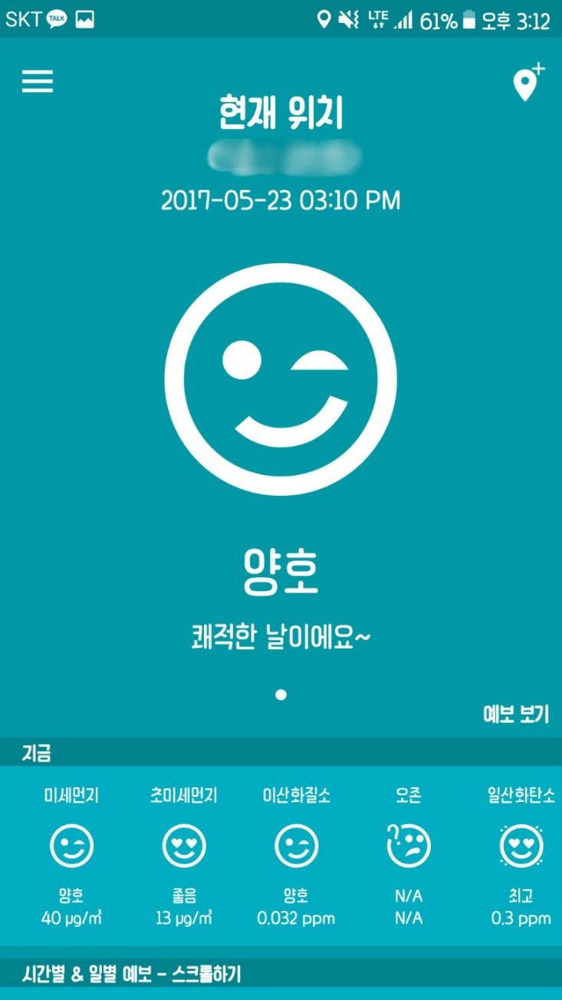 SKT TALK LTE 61% 오후 3:12
현재 위치
2017-05-23 03:10 PM
양호
쾌적한 날이에요~
예보 보기
지금
미세먼지 초미세먼지 이산화질소 오존 일산화탄소
양호 좋음 양호 N/A 최고
40 μg/㎥ 13 μg/㎥ 0.032 ppm N/A 0.3 ppm
시간별 & 일별 예보 - 스크롤하기